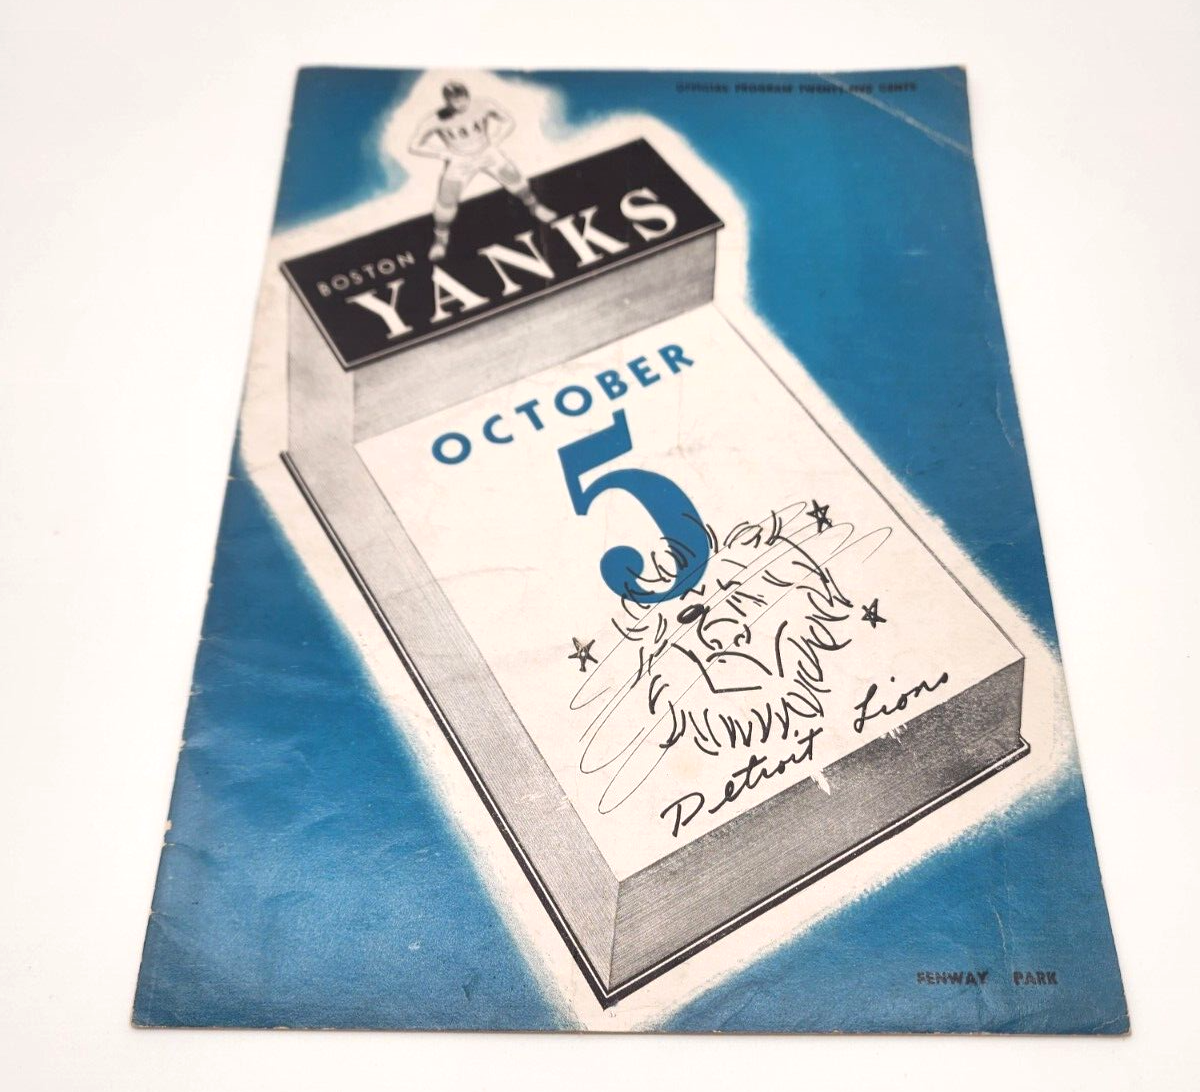 OFFICIAL PROGRAM TWENTY-FIVE CENTS
BOSTON
YANKS
OCTOBER
5
Detroit Lions
FENWAY PARK